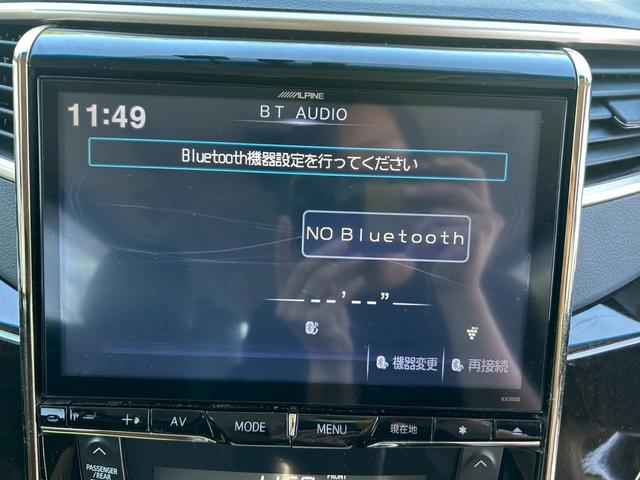 ALPINE
11:49
BT AUDIO
Bluetooth機器設定を行ってください
NO Bluetooth
--'--"
機器変更
再接続
EX1000
AV
MODE
MENU
現在地
PASSENGER
/REAR
FRONT